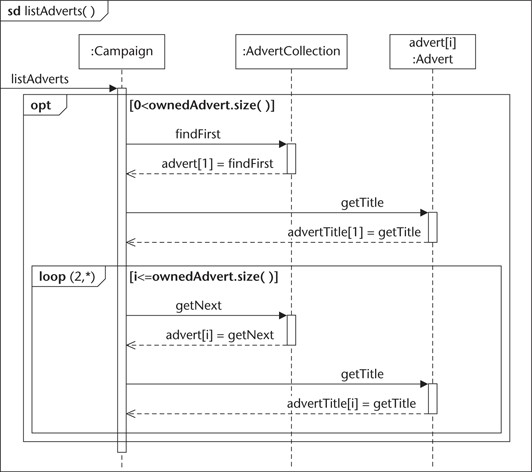 sd listAdverts( )
:Campaign
:AdvertCollection
advert[i]
:Advert
listAdverts
opt
[0<ownedAdvert.size( )]
findFirst
advert[1] = findFirst
getTitle
advertTitle[1] = getTitle
loop (2,*)
[i<=ownedAdvert.size( )]
getNext
advert[i] = getNext
getTitle
advertTitle[i] = getTitle